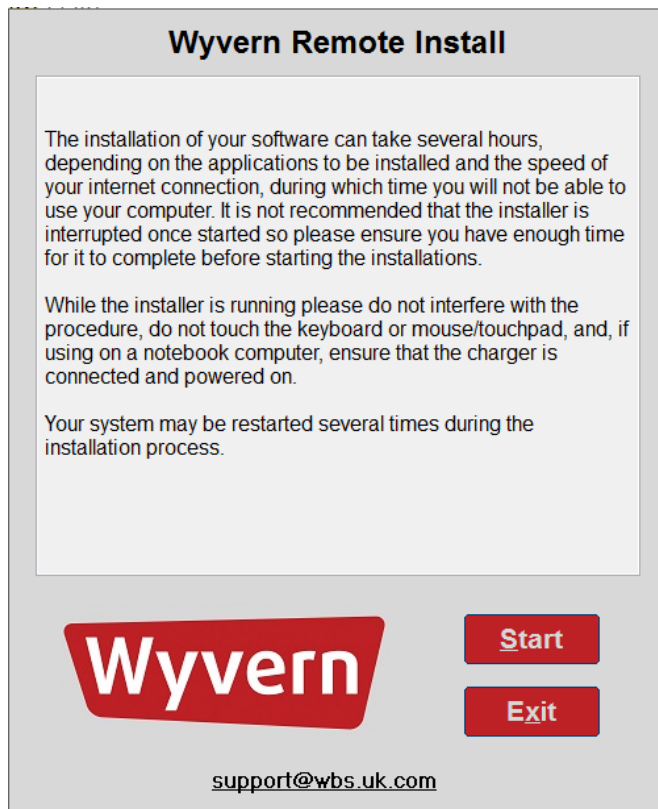 Wyvern Remote Install
The installation of your software can take several hours,
depending on the applications to be installed and the speed of
your internet connection, during which time you will not be able to
use your computer. It is not recommended that the installer is
interrupted once started so please ensure you have enough time
for it to complete before starting the installations.
While the installer is running please do not interfere with the
procedure, do not touch the keyboard or mouse/touchpad, and, if
using on a notebook computer, ensure that the charger is
connected and powered on.
Your system may be restarted several times during the
installation process.
Wyvern
Start
Exit
support@wbs.uk.com